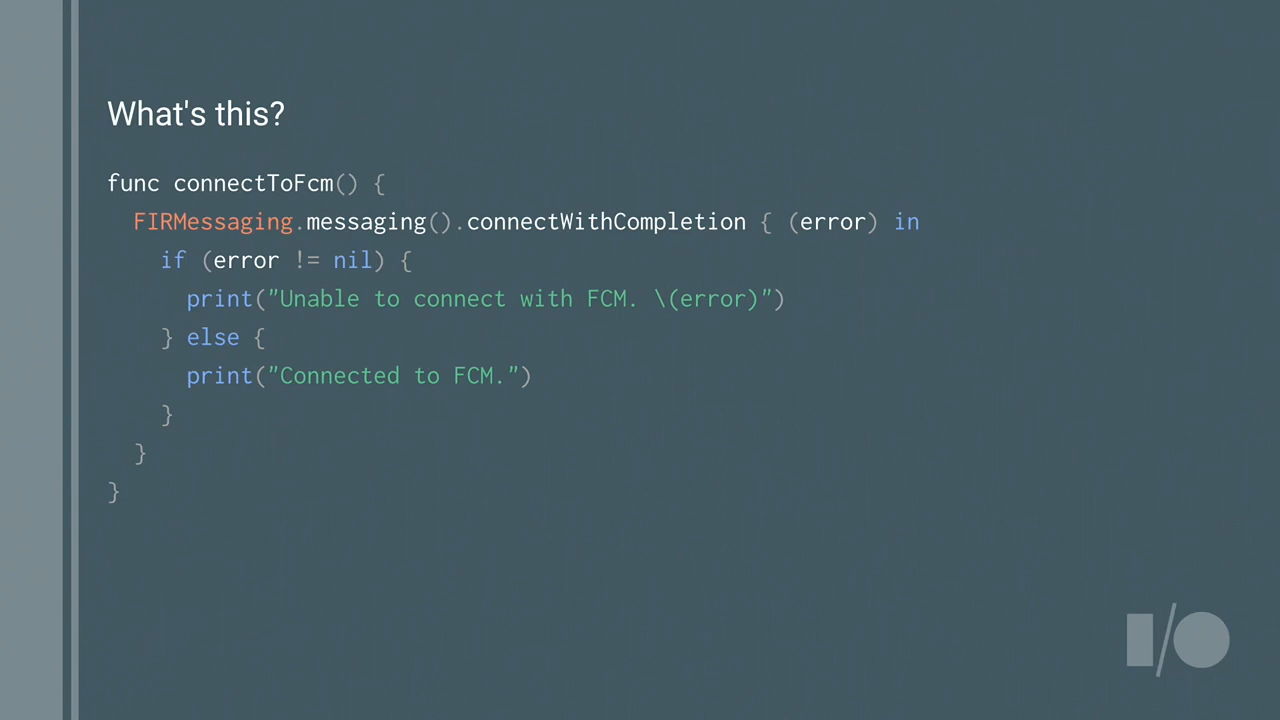 What's this?
func connectToFcm() {
  FIRMessaging.messaging().connectWithCompletion { (error) in
    if (error != nil) {
      print("Unable to connect with FCM. \(error)")
    } else {
      print("Connected to FCM.")
    }
  }
}
I/O